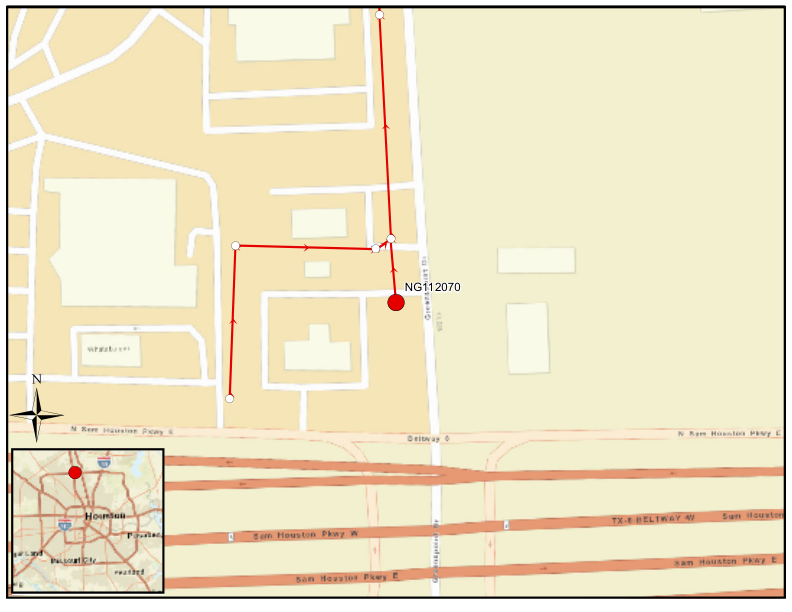 NG112070
Whataburger
N
N Sam Houston Pkwy E
Beltway 8
N Sam Houston Pkwy E
Houston
Pasadena
Missouri City
Pearland
Sam Houston Pkwy W
TX-8-BELTWAY W
Sam Houston
Sam Houston Pkwy E
Sam Houston Pkwy E
Greenspoint Dr
Greenspoint Dr